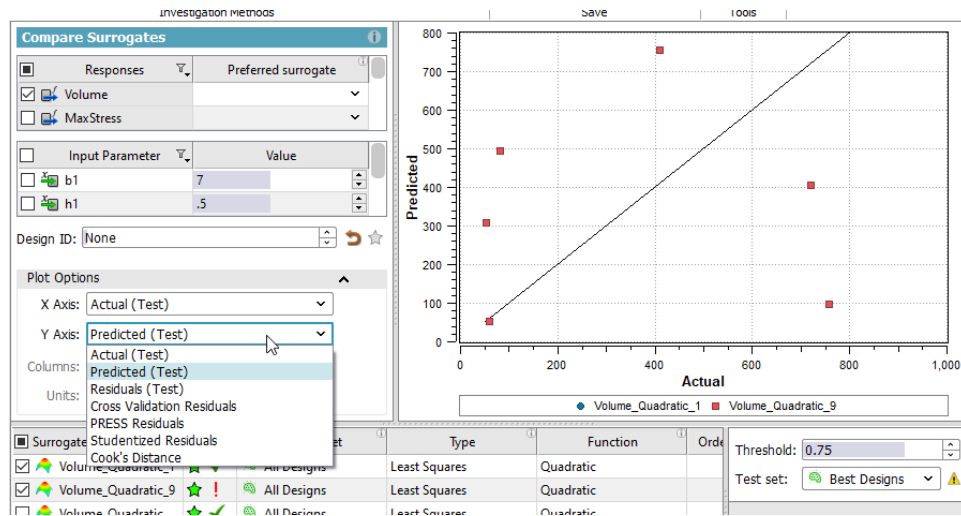 Investigation Methods Save Tools
Compare Surrogates
Responses Preferred surrogate
Volume
MaxStress
Input Parameter Value
b1 7
h1 .5
Design ID: None
Plot Options
X Axis: Actual (Test)
Y Axis: Predicted (Test)
Columns:
Units:
Actual (Test)
Predicted (Test)
Residuals (Test)
Cross Validation Residuals
PRESS Residuals
Studentized Residuals
Cook's Distance
800
700
600
500
400
300
200
100
0
Predicted
0 200 400 600 800 1,000
Actual
Volume_Quadratic_1 Volume_Quadratic_9
Surrogate Type Function Orde
Volume_Quadratic_1 All Designs Least Squares Quadratic
Volume_Quadratic_9 All Designs Least Squares Quadratic
Volume_Quadratic All Designs Least Squares Quadratic
Threshold: 0.75
Test set: Best Designs